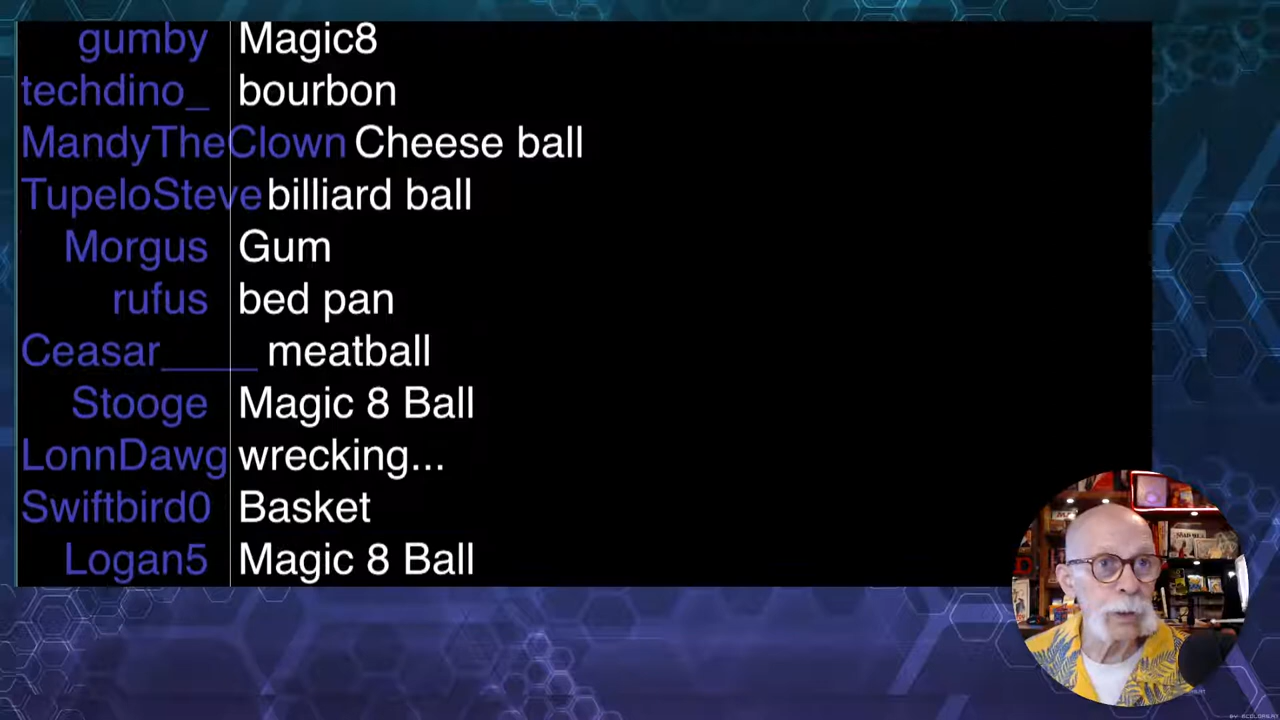 gumby Magic8
techdino_ bourbon
MandyTheClown Cheese ball
TupeloSteve billiard ball
Morgus Gum
rufus bed pan
Ceasar_____ meatball
Stooge Magic 8 Ball
LonnDawg wrecking...
Swiftbird0 Basket
Logan5 Magic 8 Ball